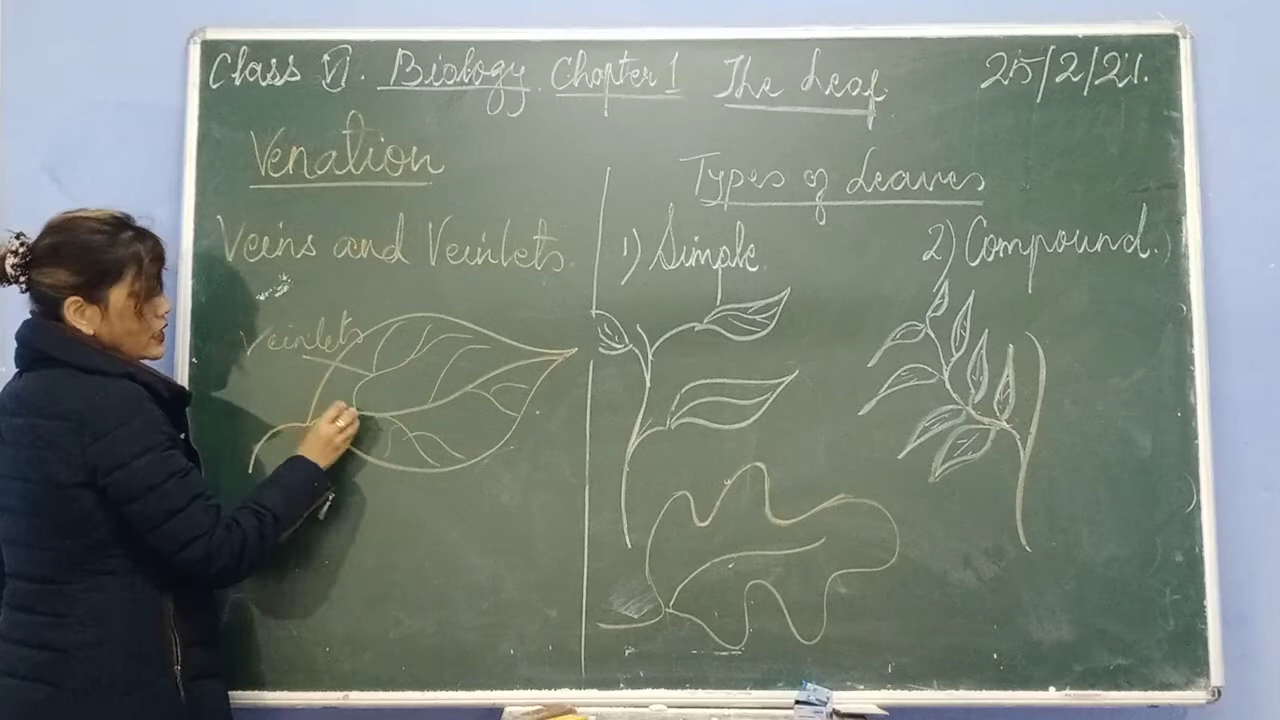 Class VI. Biology. Chapter 1 The Leaf. 25/2/21.
Venation
Veins and Veinlets.
Veinlets
Types of Leaves
1) Simple.
2) Compound.